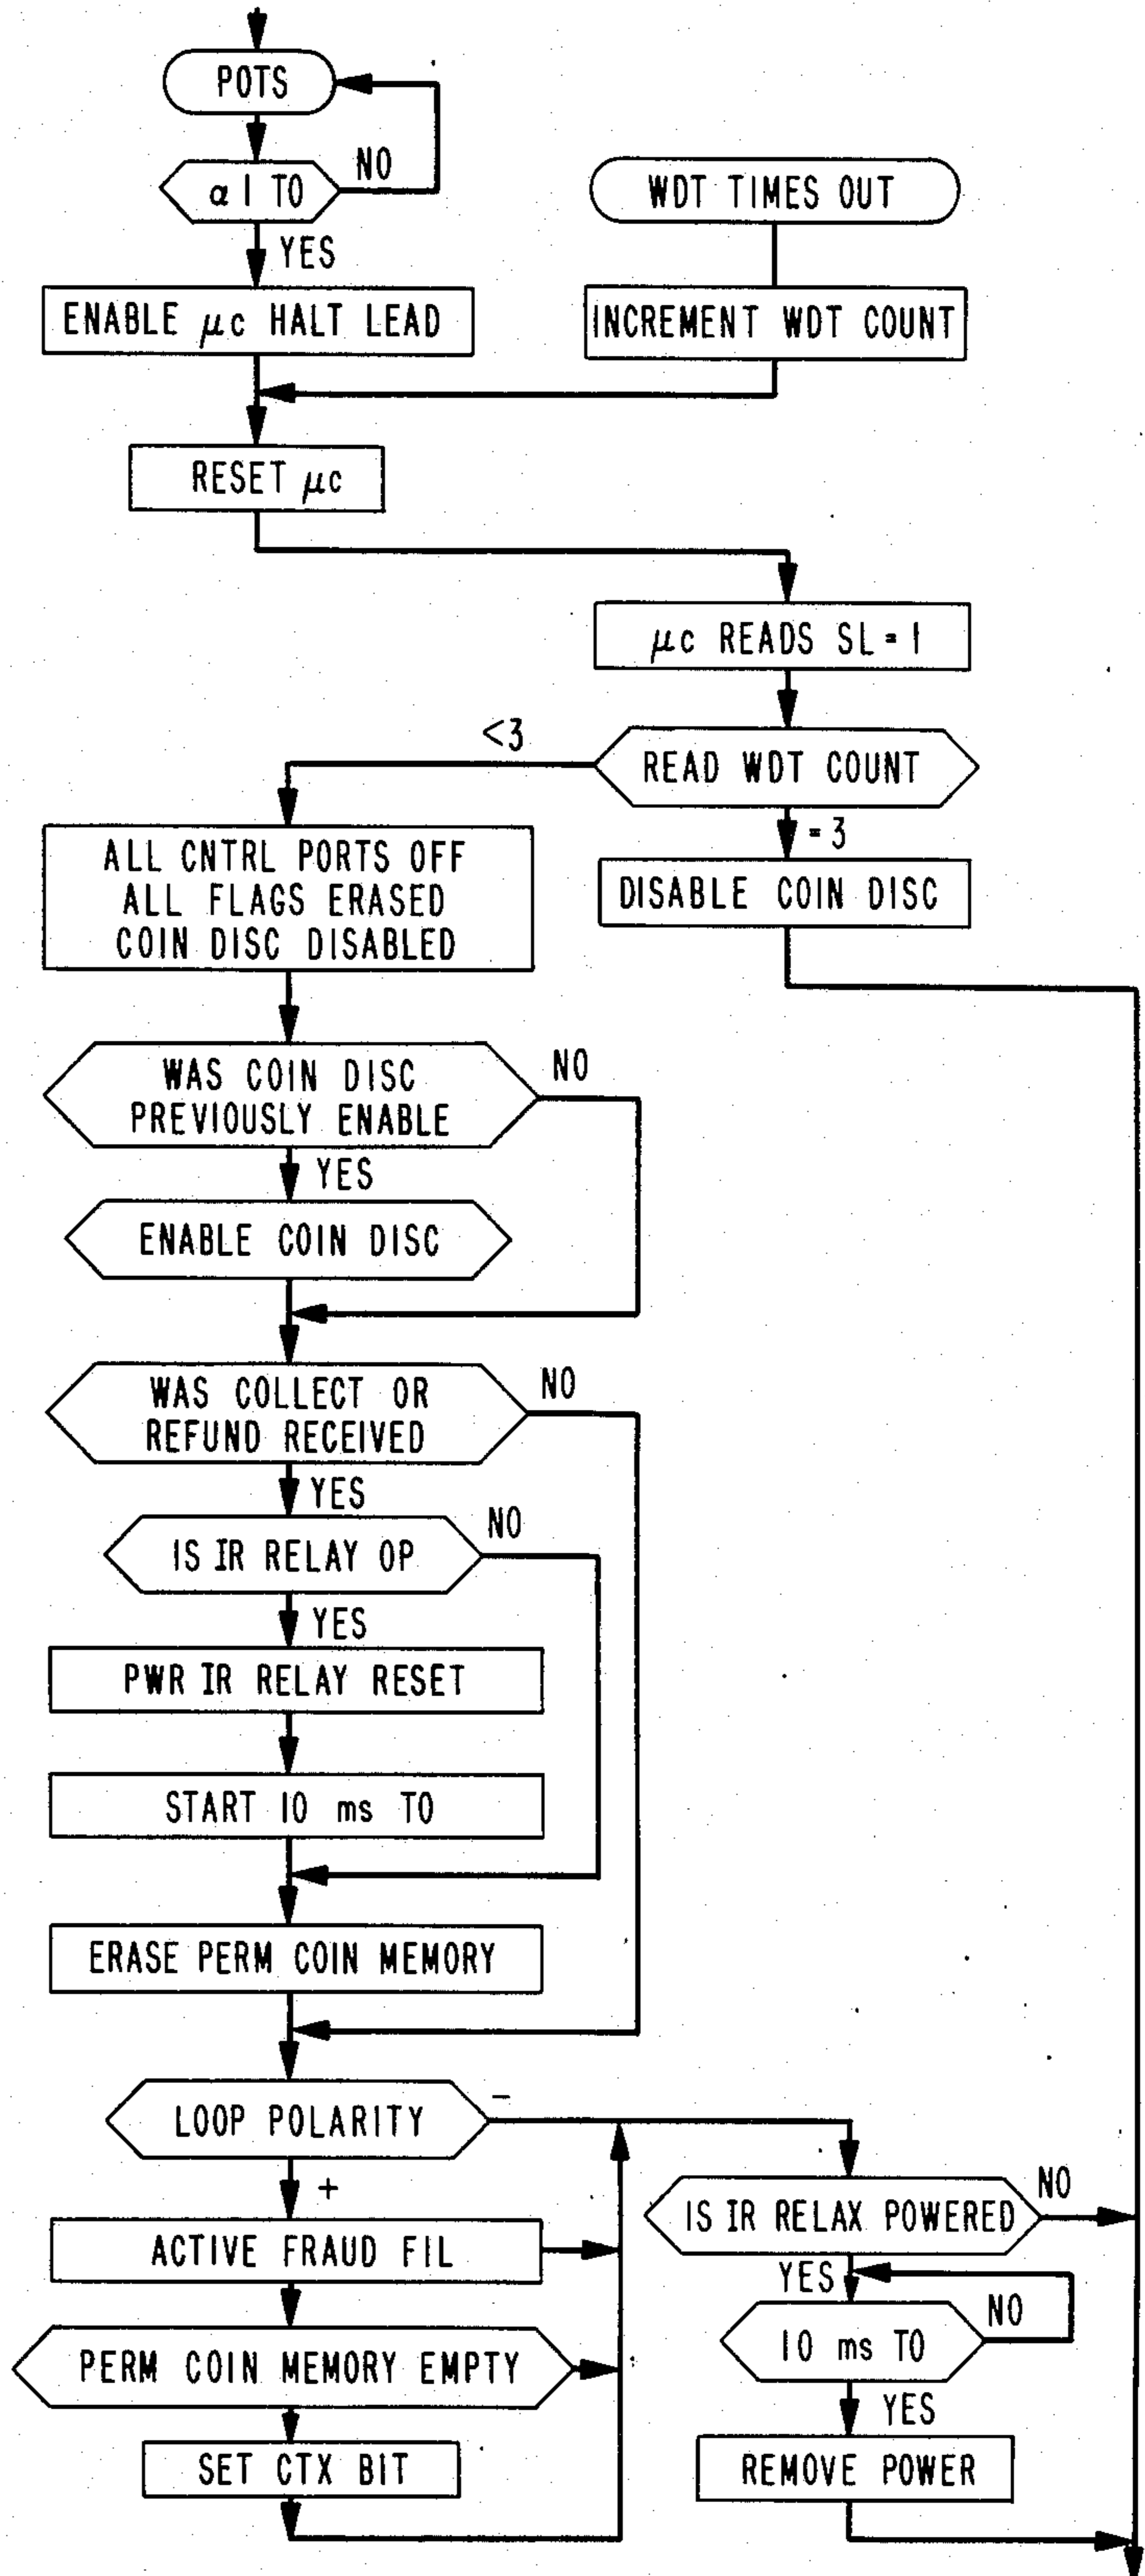 POTS
α 1 TO
NO
YES
WDT TIMES OUT
ENABLE μc HALT LEAD
INCREMENT WDT COUNT
RESET μc
μc READS SL = 1
<3
READ WDT COUNT
= 3
ALL CNTRL PORTS OFF
ALL FLAGS ERASED
COIN DISC DISABLED
DISABLE COIN DISC
WAS COIN DISC
PREVIOUSLY ENABLE
NO
YES
ENABLE COIN DISC
WAS COLLECT OR
REFUND RECEIVED
NO
YES
IS IR RELAY OP
NO
YES
PWR IR RELAY RESET
START 10 ms TO
ERASE PERM COIN MEMORY
LOOP POLARITY
-
+
IS IR RELAX POWERED
NO
ACTIVE FRAUD FIL
YES
10 ms TO
NO
PERM COIN MEMORY EMPTY
YES
SET CTX BIT
REMOVE POWER